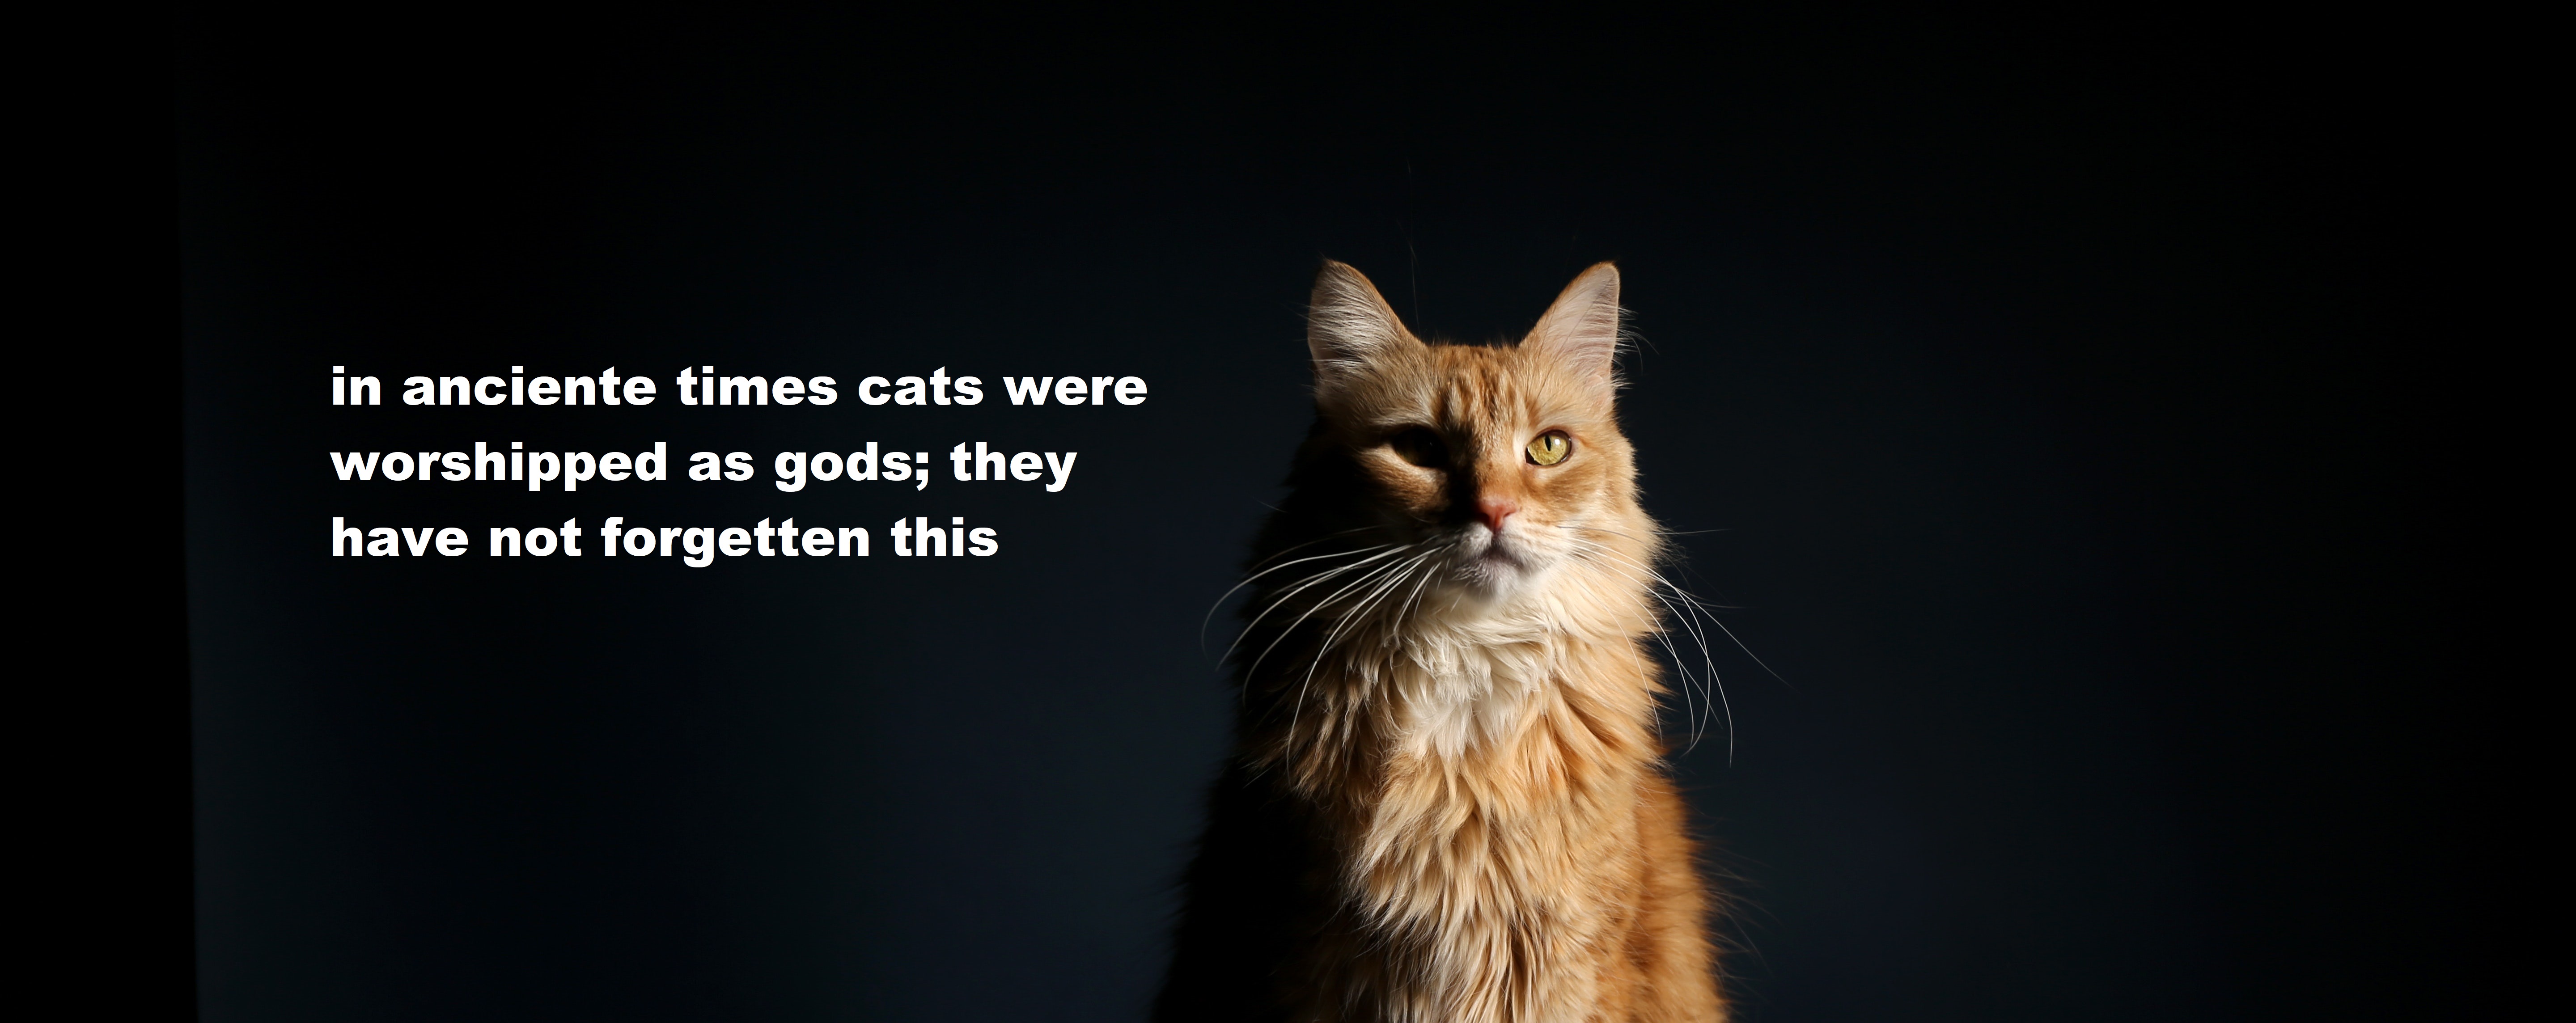 in anciente times cats were
worshipped as gods; they
have not forgetten this